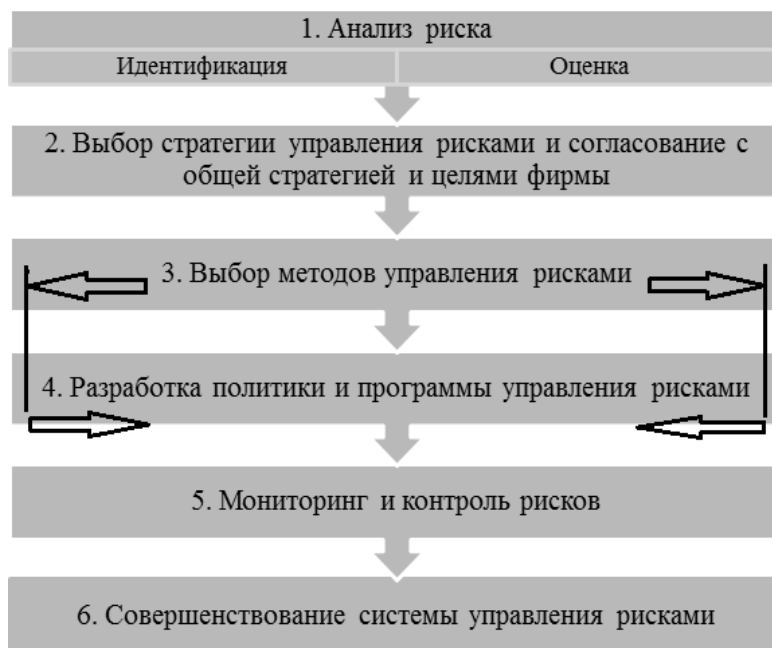 1. Анализ риска
Идентификация
Оценка
2. Выбор стратегии управления рисками и согласование с
общей стратегией и целями фирмы
3. Выбор методов управления рисками
4. Разработка политики и программы управления рисками
5. Мониторинг и контроль рисков
6. Совершенствование системы управления рисками